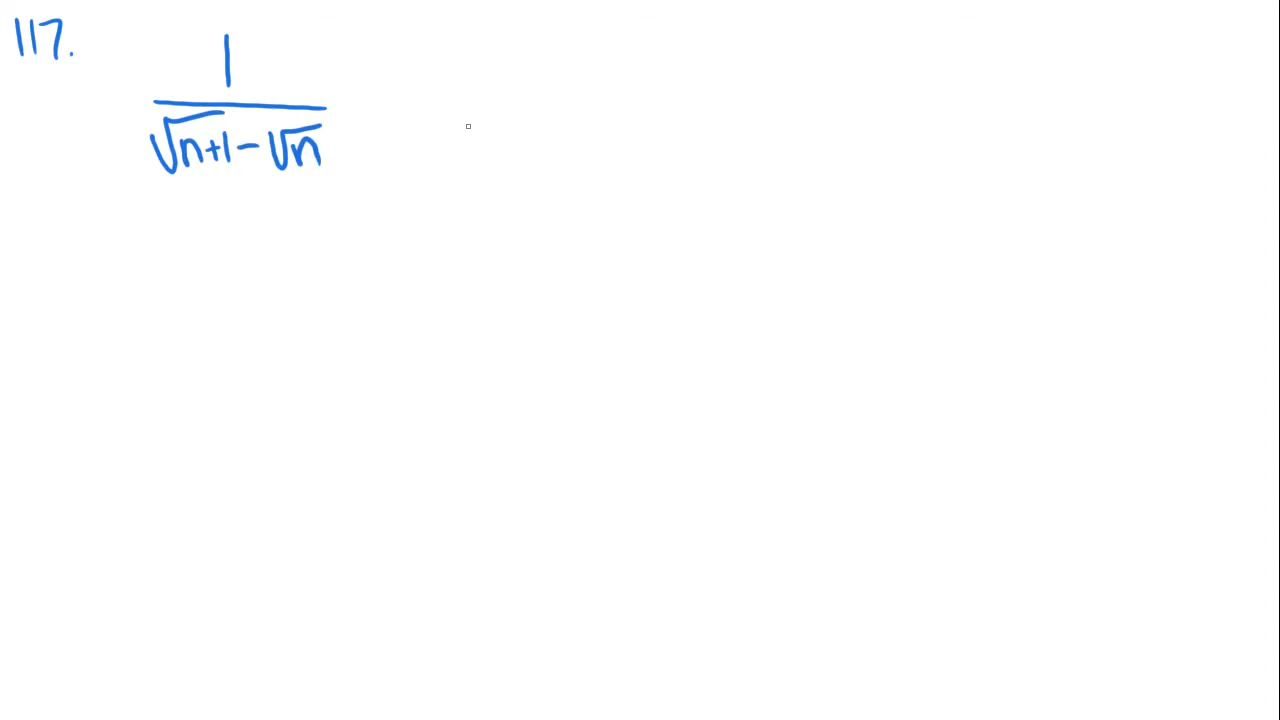 117.
1
√n+1 - √n